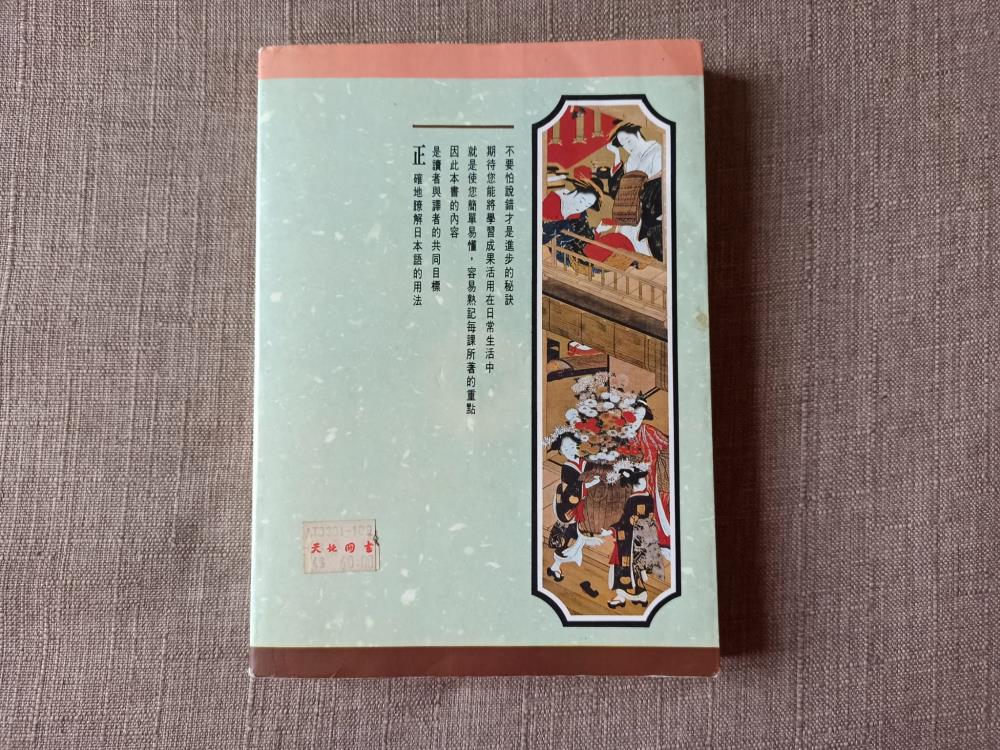 正確地瞭解日本語的用法
是讀者與譯者的共同目標
因此本書的內容
就是使您簡單易懂，容易熟記每課所著的重點
期待您能將學習成果活用在日常生活中
不要怕說錯才是進步的秘訣
天地圖書
60.00